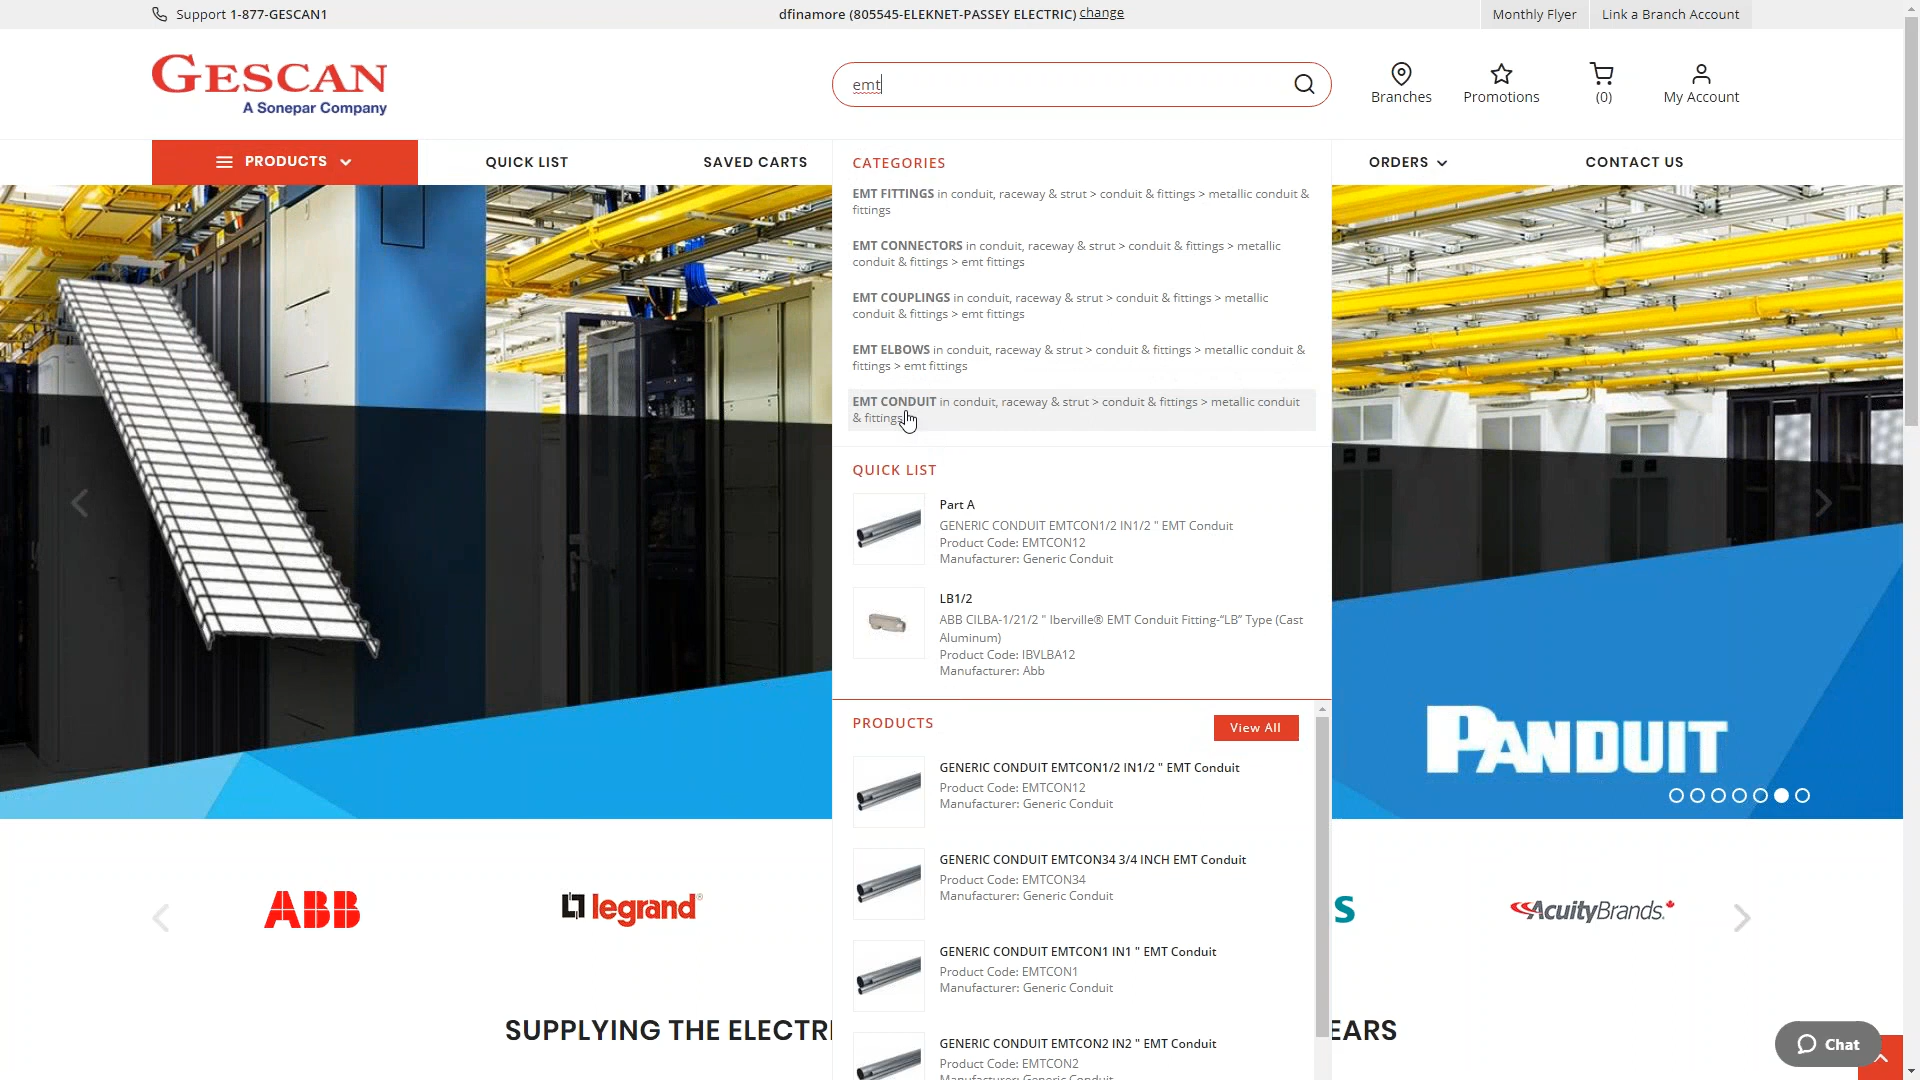 Support 1-877-GESCAN1
dfinamore (805545-ELEKNET-PASSEY ELECTRIC) change
Monthly Flyer
Link a Branch Account
GESCAN
A Sonepar Company
emt
Branches
Promotions
(0)
My Account
PRODUCTS
QUICK LIST
SAVED CARTS
ORDERS
CONTACT US
CATEGORIES
EMT FITTINGS in conduit, raceway & strut > conduit & fittings > metallic conduit &
fittings
EMT CONNECTORS in conduit, raceway & strut > conduit & fittings > metallic
conduit & fittings > emt fittings
EMT COUPLINGS in conduit, raceway & strut > conduit & fittings > metallic
conduit & fittings > emt fittings
EMT ELBOWS in conduit, raceway & strut > conduit & fittings > metallic conduit &
fittings > emt fittings
EMT CONDUIT in conduit, raceway & strut > conduit & fittings > metallic conduit
& fittings
QUICK LIST
Part A
GENERIC CONDUIT EMTCON1/2 IN1/2 " EMT Conduit
Product Code: EMTCON12
Manufacturer: Generic Conduit
LB1/2
ABB CILBA-1/21/2 " Iberville® EMT Conduit Fitting-“LB” Type (Cast
Aluminum)
Product Code: IBVLBA12
Manufacturer: Abb
PRODUCTS
View All
GENERIC CONDUIT EMTCON1/2 IN1/2 " EMT Conduit
Product Code: EMTCON12
Manufacturer: Generic Conduit
GENERIC CONDUIT EMTCON34 3/4 INCH EMT Conduit
Product Code: EMTCON34
Manufacturer: Generic Conduit
GENERIC CONDUIT EMTCON1 IN1 " EMT Conduit
Product Code: EMTCON1
Manufacturer: Generic Conduit
GENERIC CONDUIT EMTCON2 IN2 " EMT Conduit
Product Code: EMTCON2
Manufacturer: Generic Conduit
PANDUIT
ABB
legrand®
S
AcuityBrands.
SUPPLYING THE ELECTRI
EARS
Chat